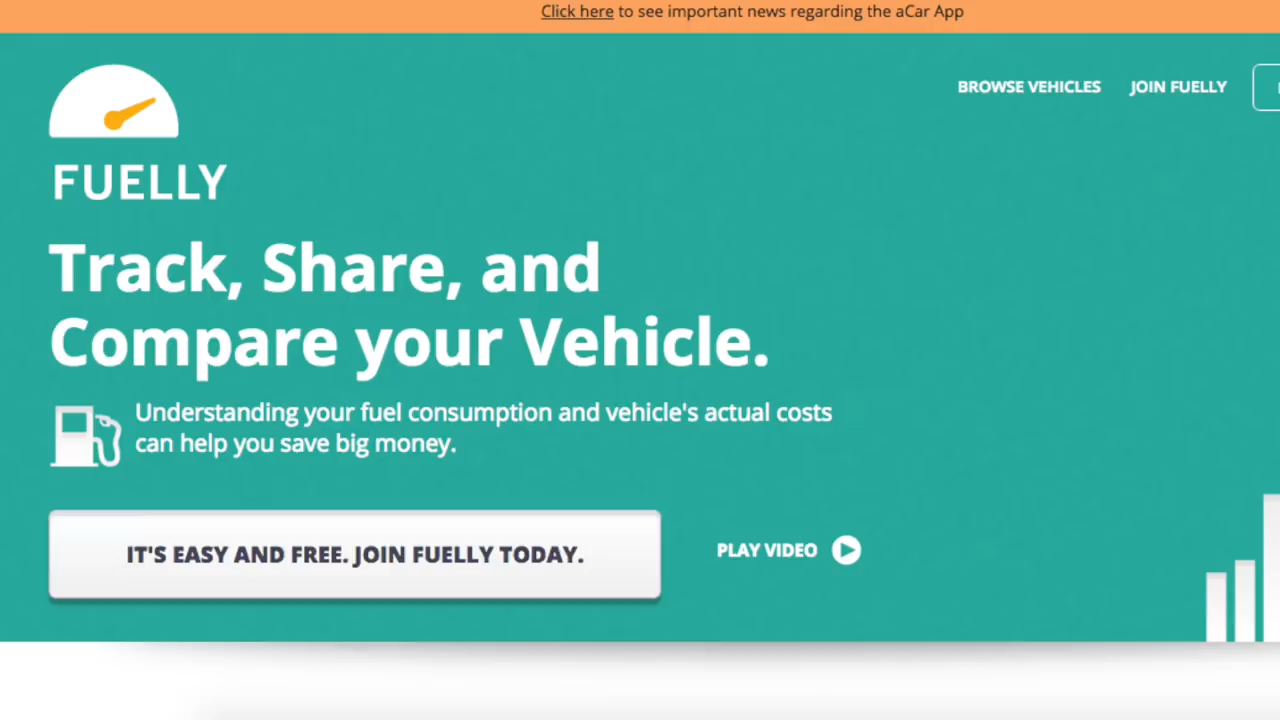 Click here to see important news regarding the aCar App
BROWSE VEHICLES JOIN FUELLY
FUELLY
Track, Share, and
Compare your Vehicle.
Understanding your fuel consumption and vehicle's actual costs
can help you save big money.
IT'S EASY AND FREE. JOIN FUELLY TODAY.
PLAY VIDEO